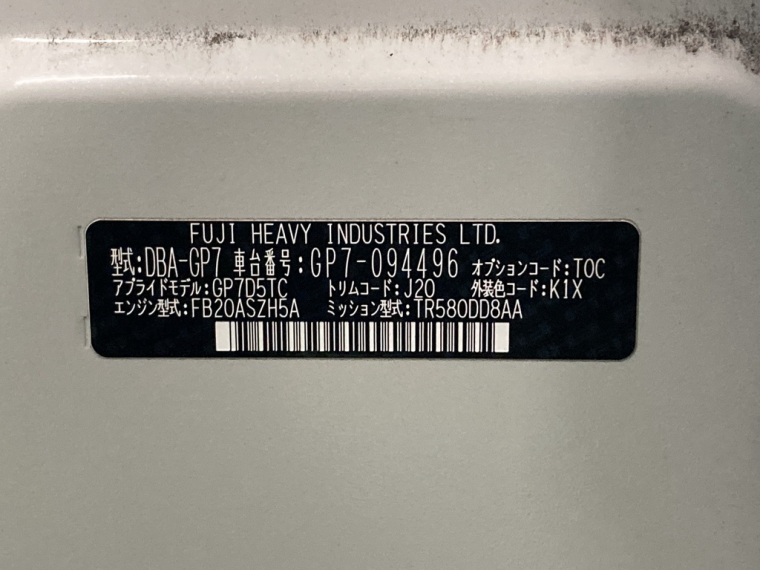 FUJI HEAVY INDUSTRIES LTD.
型式:DBA-GP7 車台番号:GP7-094496 オプションコード:TOC
アプライドモデル:GP7D5TC トリムコード:J20 外装色コード:K1X
エンジン型式:FB20ASZH5A ミッション型式:TR580DD8AA